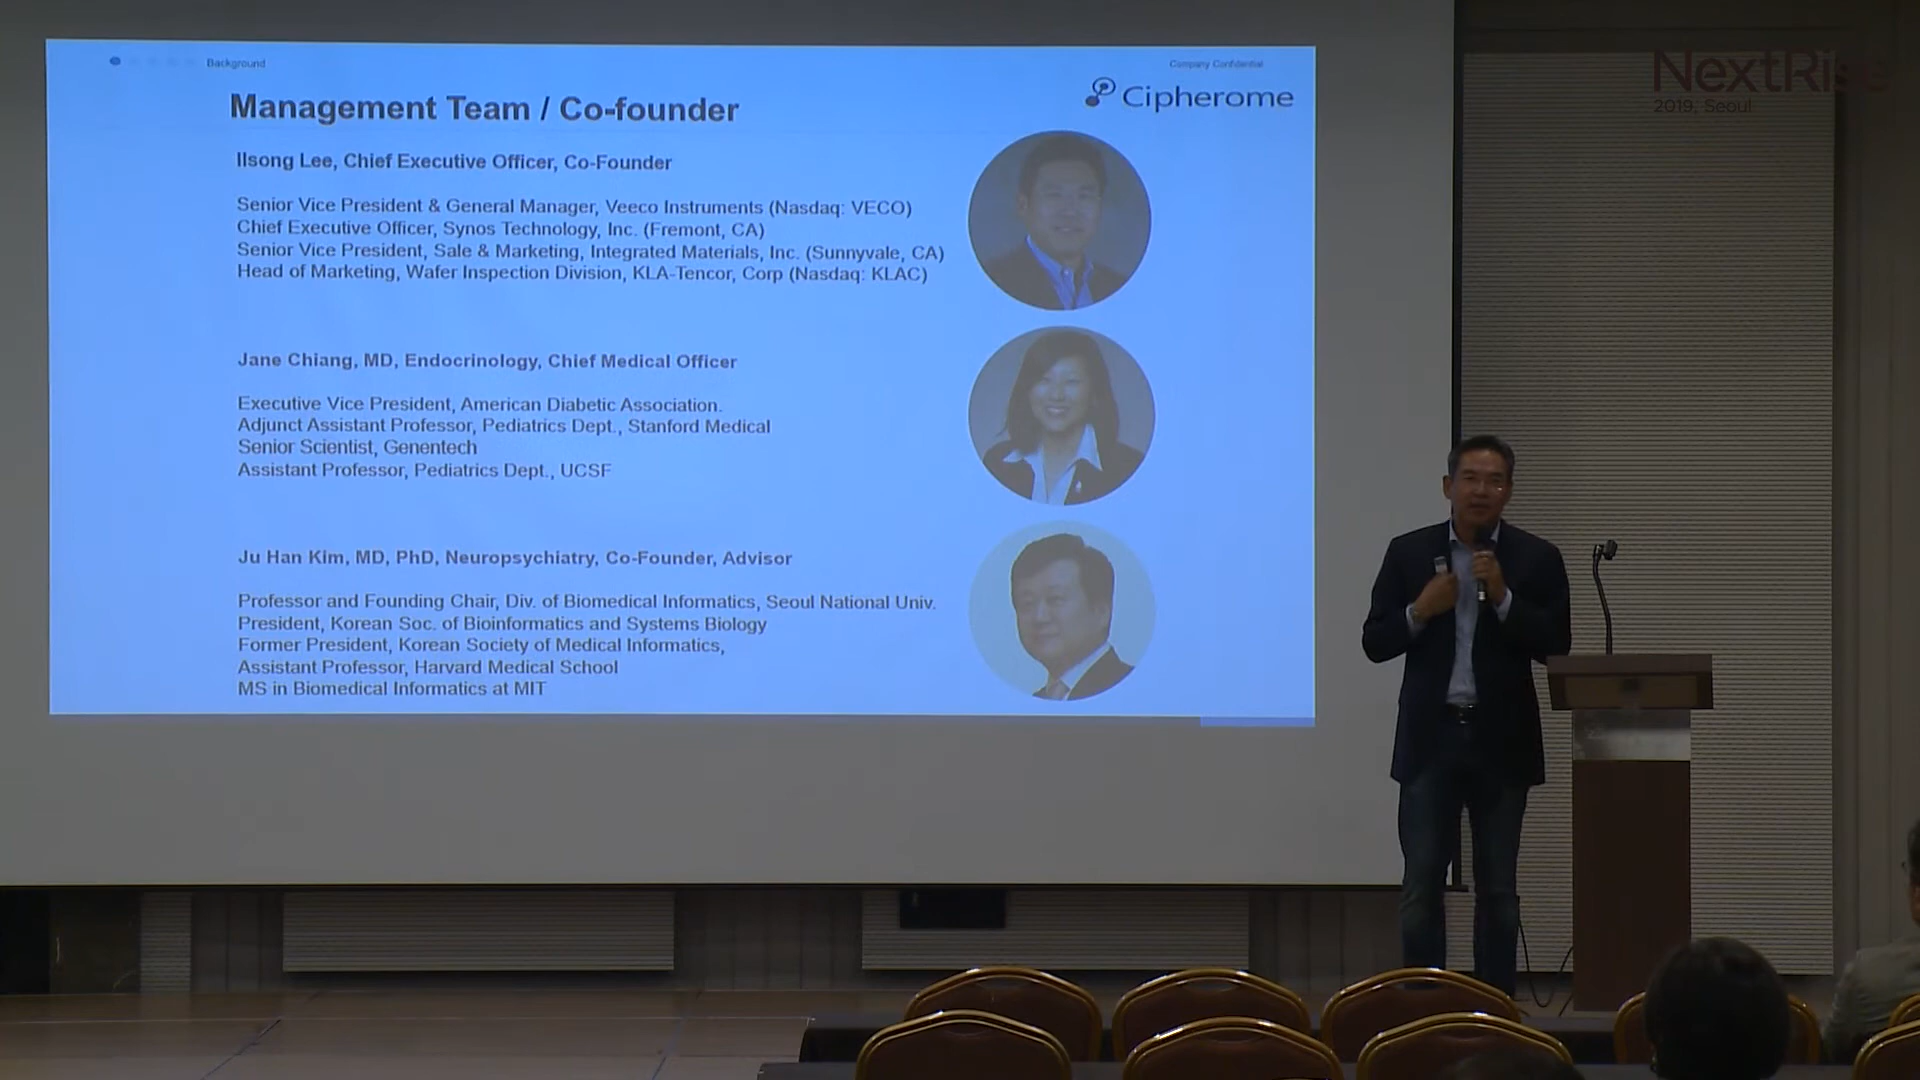 Background
Company Confidential
Cipherome
Management Team / Co-founder
Ilsong Lee, Chief Executive Officer, Co-Founder
Senior Vice President & General Manager, Veeco Instruments (Nasdaq: VECO)
Chief Executive Officer, Synos Technology, Inc. (Fremont, CA)
Senior Vice President, Sale & Marketing, Integrated Materials, Inc. (Sunnyvale, CA)
Head of Marketing, Wafer Inspection Division, KLA-Tencor, Corp (Nasdaq: KLAC)
Jane Chiang, MD, Endocrinology, Chief Medical Officer
Executive Vice President, American Diabetic Association.
Adjunct Assistant Professor, Pediatrics Dept., Stanford Medical
Senior Scientist, Genentech
Assistant Professor, Pediatrics Dept., UCSF
Ju Han Kim, MD, PhD, Neuropsychiatry, Co-Founder, Advisor
Professor and Founding Chair, Div. of Biomedical Informatics, Seoul National Univ.
President, Korean Soc. of Bioinformatics and Systems Biology
Former President, Korean Society of Medical Informatics,
Assistant Professor, Harvard Medical School
MS in Biomedical Informatics at MIT
NextRise
2019, Seoul